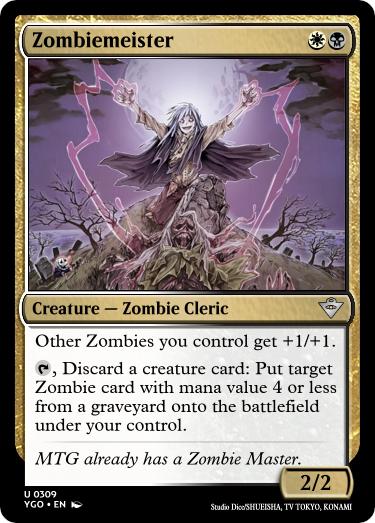 Zombiemeister
Creature — Zombie Cleric
Other Zombies you control get +1/+1.
, Discard a creature card: Put target
Zombie card with mana value 4 or less
from a graveyard onto the battlefield
under your control.
MTG already has a Zombie Master.
2/2
U 0309
YGO • EN
Studio Dice/SHUEISHA, TV TOKYO, KONAMI